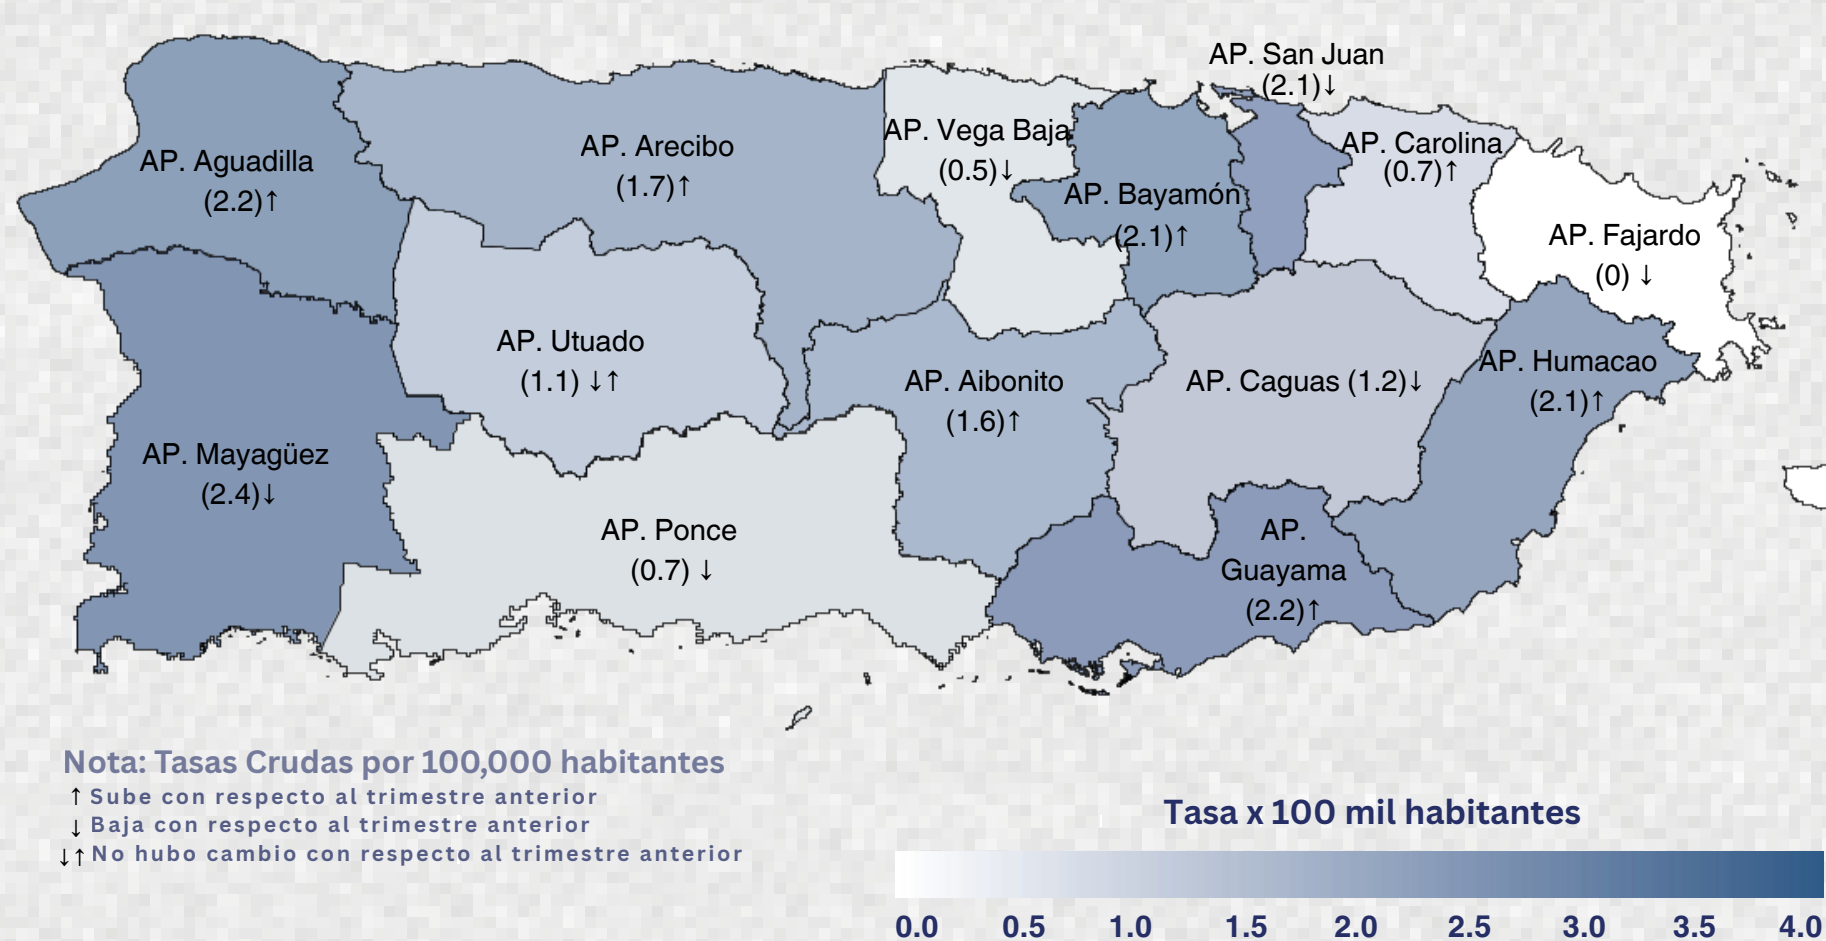 AP. San Juan
(2.1)↓
AP. Aguadilla
(2.2)↑
AP. Arecibo
(1.7)↑
AP. Vega Baja
(0.5)↓
AP. Bayamón
(2.1)↑
AP. Carolina
(0.7)↑
AP. Fajardo
(0) ↓
AP. Utuado
(1.1) ↓↑
AP. Aibonito
(1.6)↑
AP. Caguas (1.2)↓
AP. Humacao
(2.1)↑
AP. Mayagüez
(2.4)↓
AP. Ponce
(0.7) ↓
AP.
Guayama
(2.2)↑
Nota: Tasas Crudas por 100,000 habitantes
↑ Sube con respecto al trimestre anterior
↓ Baja con respecto al trimestre anterior
↓↑ No hubo cambio con respecto al trimestre anterior
Tasa x 100 mil habitantes
0.0 0.5 1.0 1.5 2.0 2.5 3.0 3.5 4.0